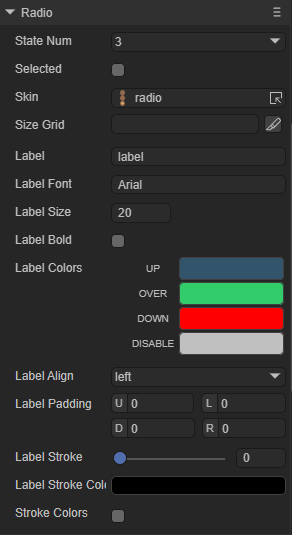 Radio
State Num 3
Selected
Skin radio
Size Grid
Label label
Label Font Arial
Label Size 20
Label Bold
Label Colors UP
OVER
DOWN
DISABLE
Label Align left
Label Padding U 0 L 0
D 0 R 0
Label Stroke 0
Label Stroke Col
Stroke Colors